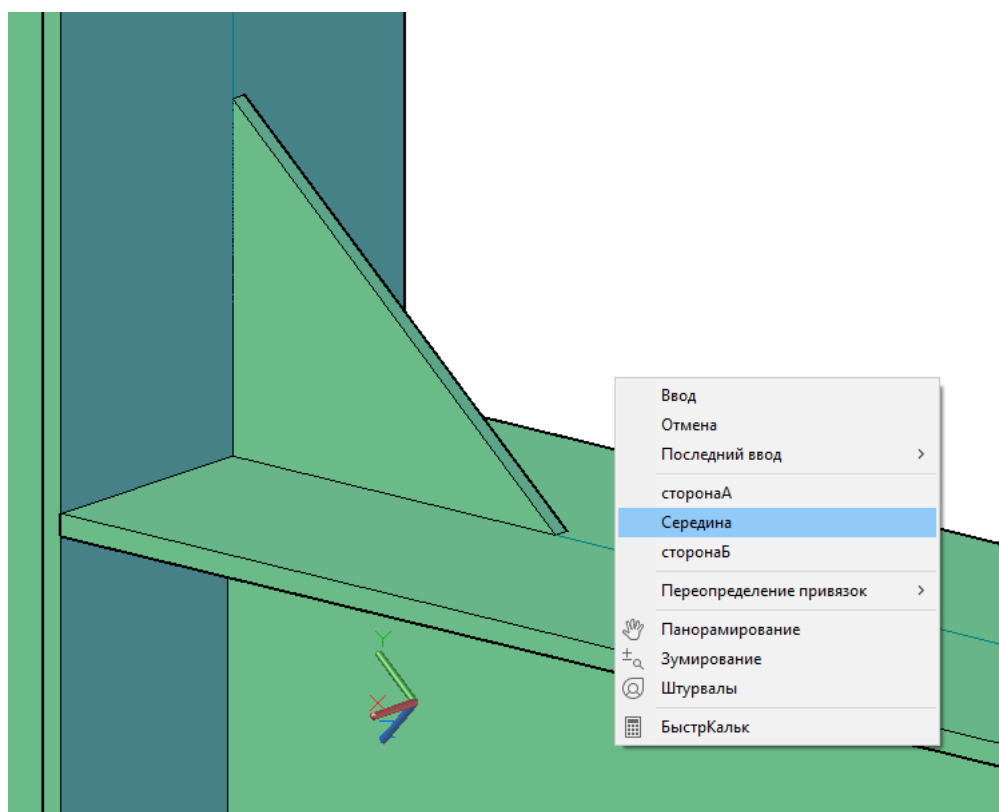 Ввод
Отмена
Последний ввод
сторонаА
Середина
сторонаБ
Переопределение привязок
Панорамирование
Зумирование
Штурвалы
БыстрКальк
Y
X